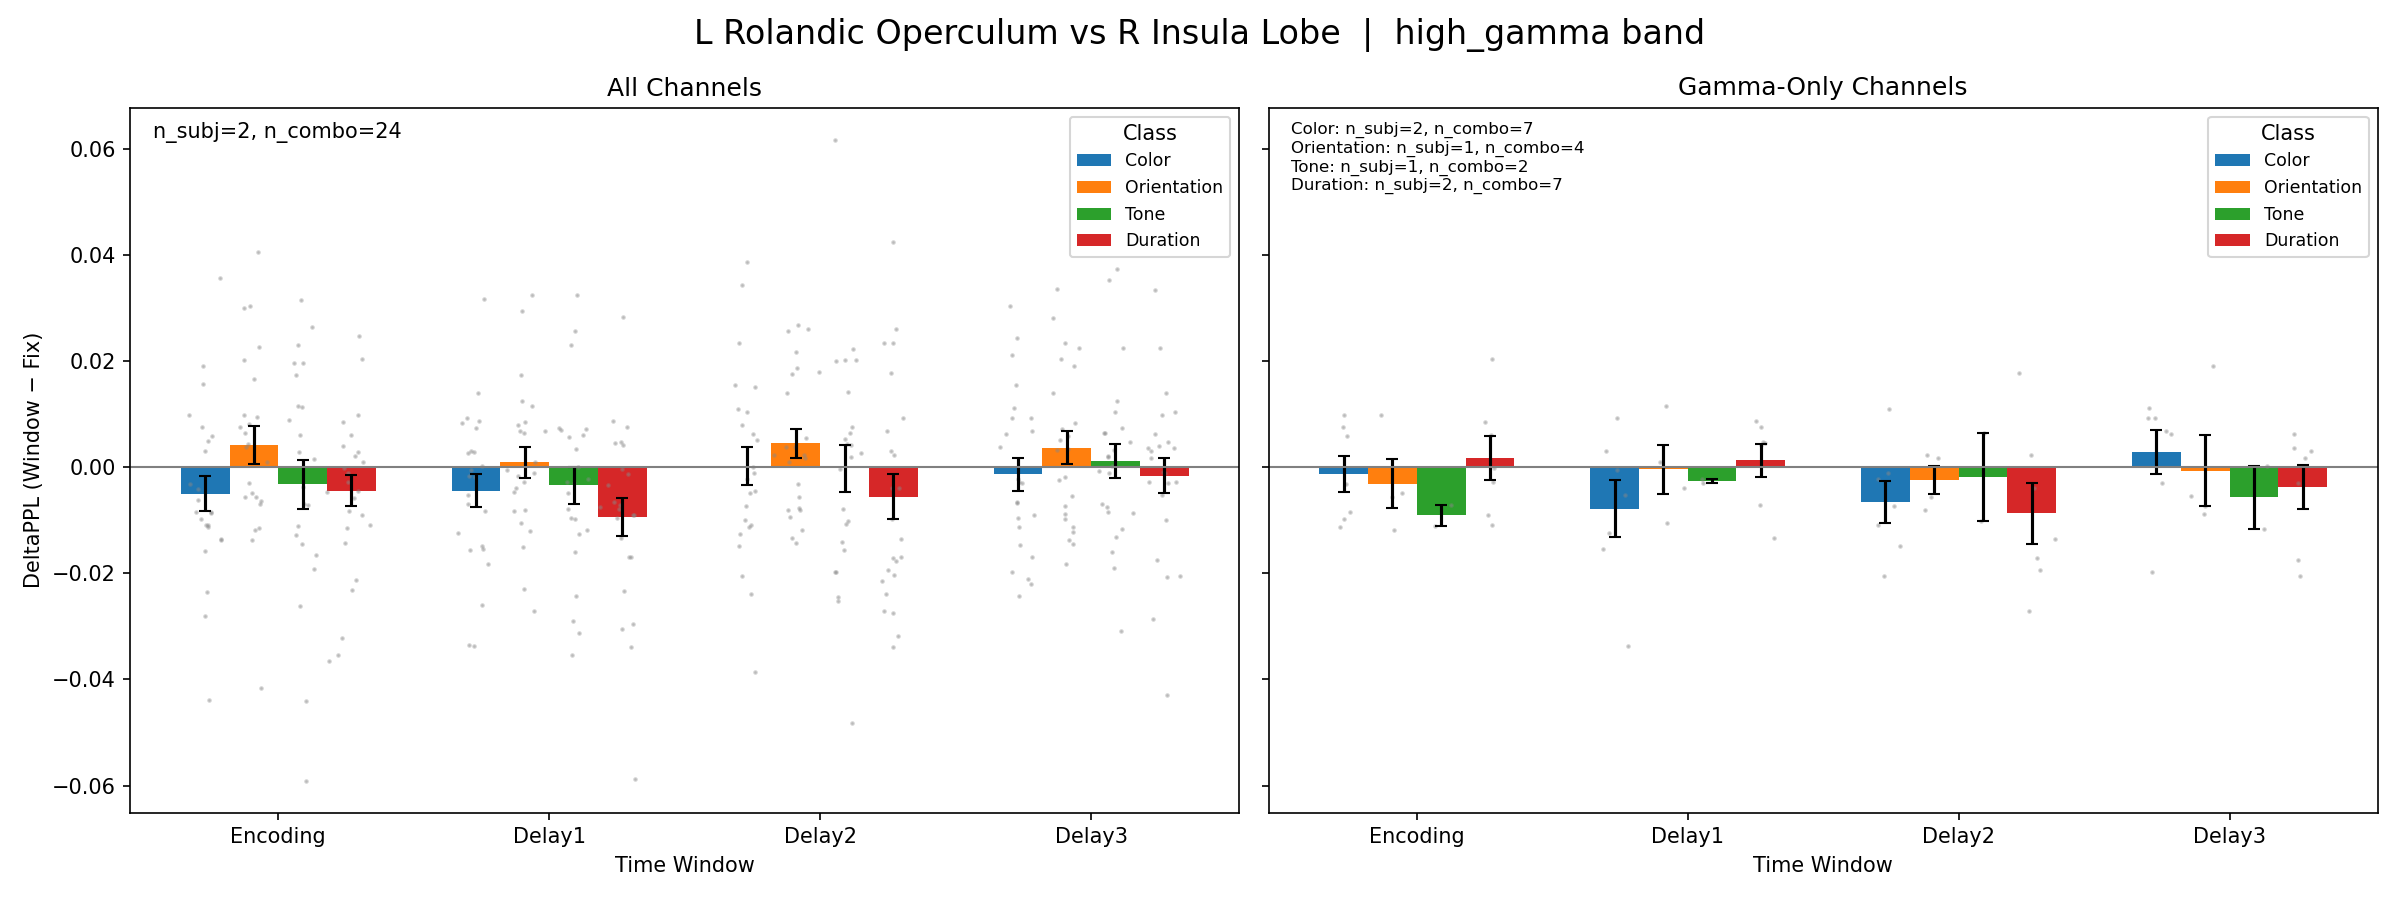 L Rolandic Operculum vs R Insula Lobe | high_gamma band
All Channels
n_subj=2, n_combo=24
Class
Color
Orientation
Tone
Duration
DeltaPPL (Window − Fix)
0.06
0.04
0.02
0.00
−0.02
−0.04
−0.06
Encoding
Delay1
Delay2
Delay3
Time Window
Gamma-Only Channels
Color: n_subj=2, n_combo=7
Orientation: n_subj=1, n_combo=4
Tone: n_subj=1, n_combo=2
Duration: n_subj=2, n_combo=7
Class
Color
Orientation
Tone
Duration
Encoding
Delay1
Delay2
Delay3
Time Window